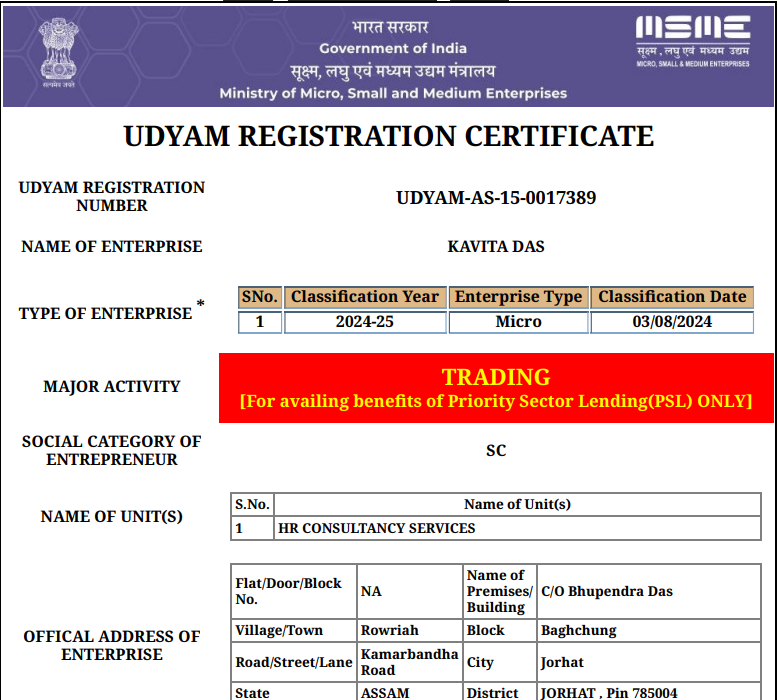 भारत सरकार
Government of India
सूक्ष्म, लघु एवं मध्यम उद्यम मंत्रालय
Ministry of Micro, Small and Medium Enterprises
सत्यमेव जयते
MSME
सूक्ष्म, लघु एवं मध्यम उद्यम
MICRO, SMALL & MEDIUM ENTERPRISES
UDYAM REGISTRATION CERTIFICATE
UDYAM REGISTRATION NUMBER
UDYAM-AS-15-0017389
NAME OF ENTERPRISE
KAVITA DAS
TYPE OF ENTERPRISE *
SNo. Classification Year Enterprise Type Classification Date
1 2024-25 Micro 03/08/2024
MAJOR ACTIVITY
TRADING
[For availing benefits of Priority Sector Lending(PSL) ONLY]
SOCIAL CATEGORY OF ENTREPRENEUR
SC
NAME OF UNIT(S)
S.No. Name of Unit(s)
1 HR CONSULTANCY SERVICES
OFFICAL ADDRESS OF ENTERPRISE
Flat/Door/Block No. NA Name of Premises/ Building C/O Bhupendra Das
Village/Town Rowriah Block Baghchung
Road/Street/Lane Kamarbandha Road City Jorhat
State ASSAM District JORHAT , Pin 785004